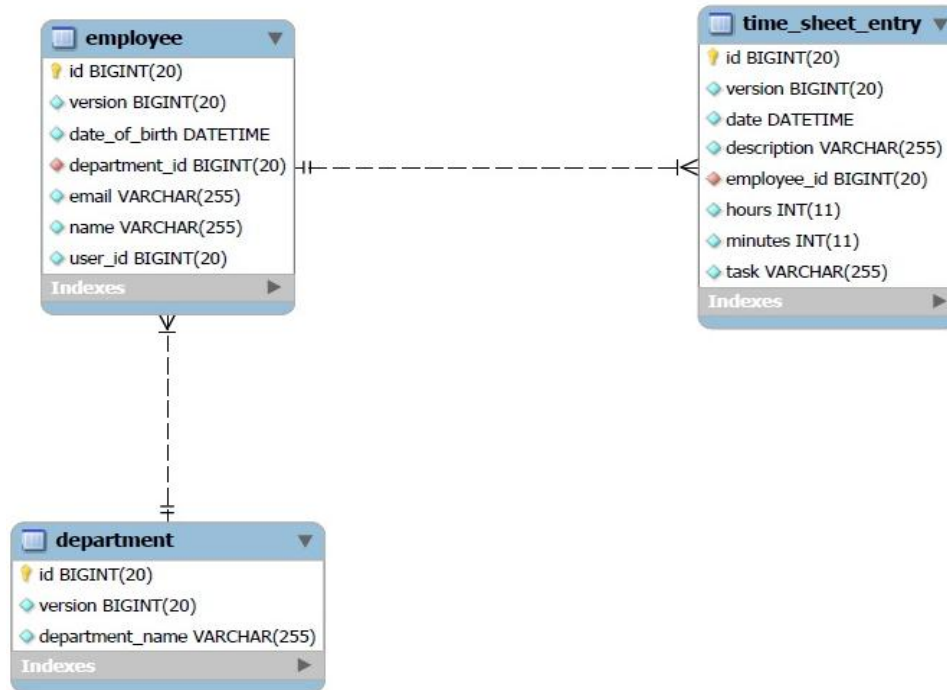 employee
id BIGINT(20)
version BIGINT(20)
date_of_birth DATETIME
department_id BIGINT(20)
email VARCHAR(255)
name VARCHAR(255)
user_id BIGINT(20)
Indexes
time_sheet_entry
id BIGINT(20)
version BIGINT(20)
date DATETIME
description VARCHAR(255)
employee_id BIGINT(20)
hours INT(11)
minutes INT(11)
task VARCHAR(255)
Indexes
department
id BIGINT(20)
version BIGINT(20)
department_name VARCHAR(255)
Indexes